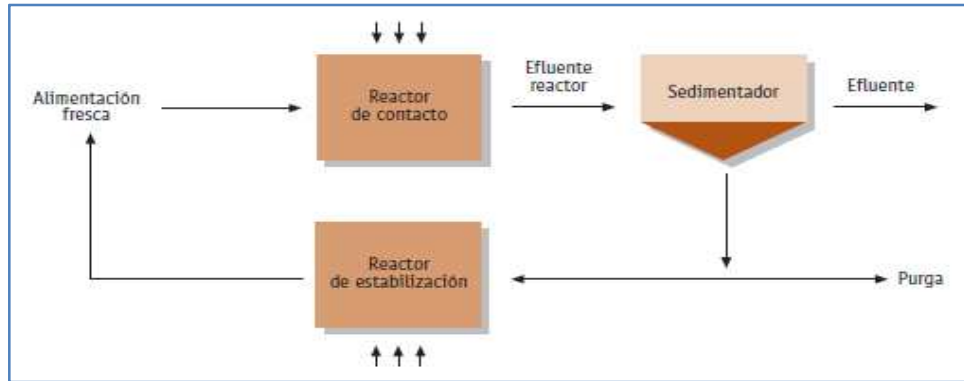 Alimentación
fresca
Reactor
de contacto
Efluente
reactor
Sedimentador
Efluente
Reactor
de estabilización
Purga